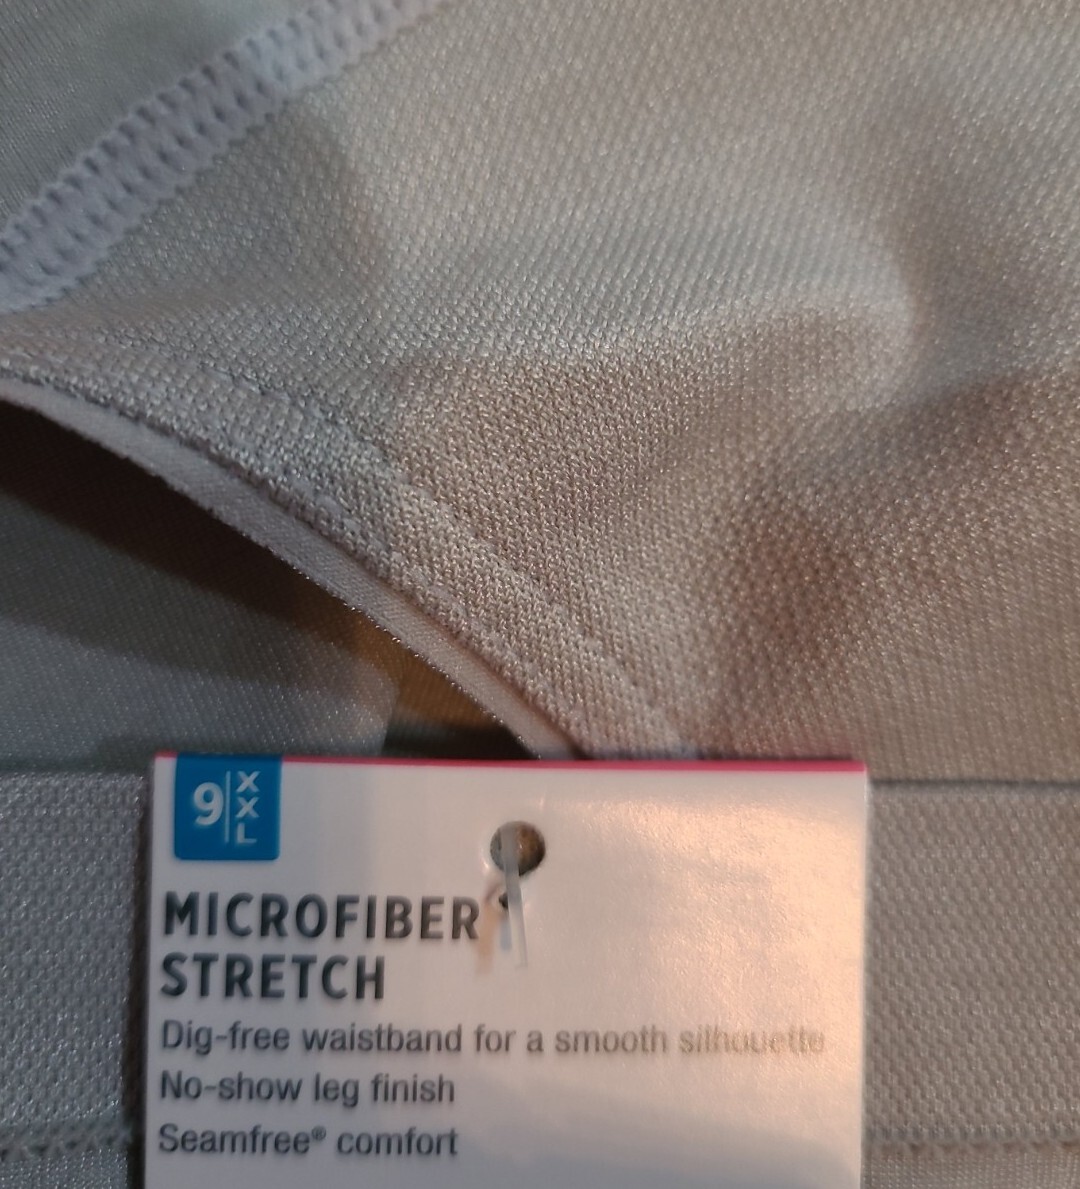 9 XXL
MICROFIBER
STRETCH
Dig-free waistband for a smooth silhouette
No-show leg finish
Seamfree® comfort